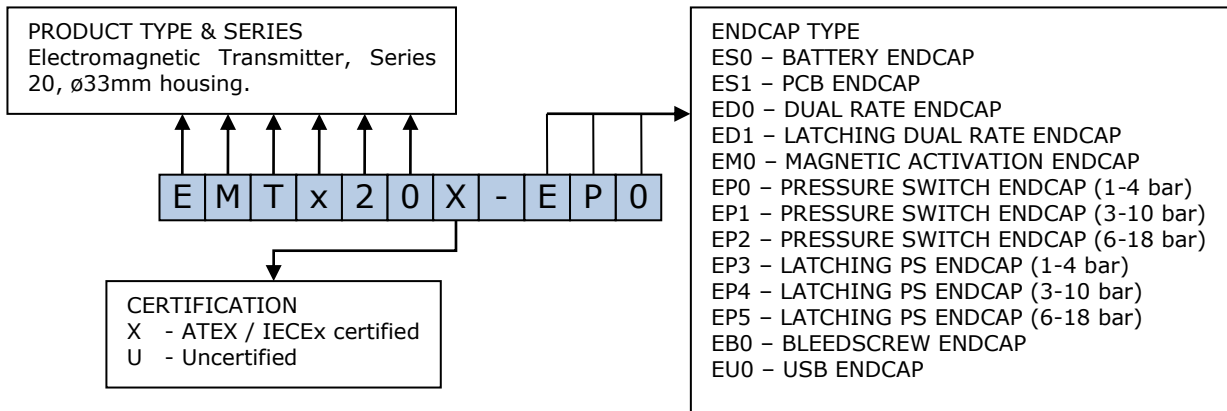 PRODUCT TYPE & SERIES
Electromagnetic Transmitter, Series
20, ø33mm housing.
E M T x 2 0 X - E P 0
CERTIFICATION
X - ATEX / IECEx certified
U - Uncertified
ENDCAP TYPE
ES0 – BATTERY ENDCAP
ES1 – PCB ENDCAP
ED0 – DUAL RATE ENDCAP
ED1 – LATCHING DUAL RATE ENDCAP
EM0 – MAGNETIC ACTIVATION ENDCAP
EP0 – PRESSURE SWITCH ENDCAP (1-4 bar)
EP1 – PRESSURE SWITCH ENDCAP (3-10 bar)
EP2 – PRESSURE SWITCH ENDCAP (6-18 bar)
EP3 – LATCHING PS ENDCAP (1-4 bar)
EP4 – LATCHING PS ENDCAP (3-10 bar)
EP5 – LATCHING PS ENDCAP (6-18 bar)
EB0 – BLEEDSCREW ENDCAP
EU0 – USB ENDCAP